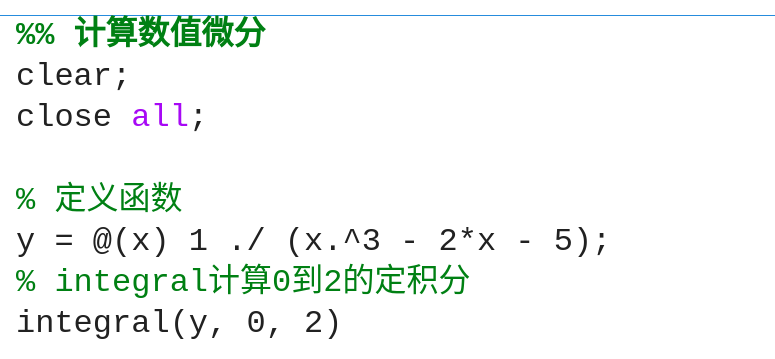 %% 计算数值微分
clear;
close all;
% 定义函数
y = @(x) 1 ./ (x.^3 - 2*x - 5);
% integral计算0到2的定积分
integral(y, 0, 2)